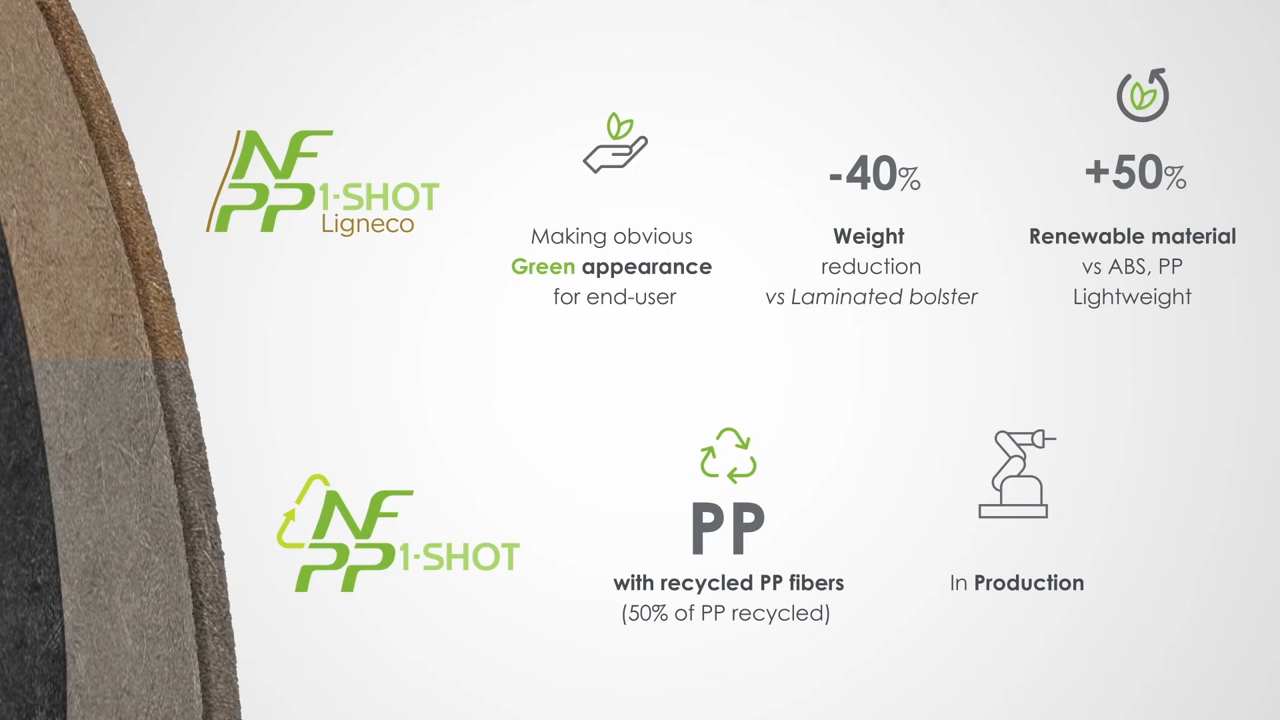 NF
PP 1-SHOT
Ligneco
Making obvious
Green appearance
for end-user
-40%
Weight
reduction
vs Laminated bolster
+50%
Renewable material
vs ABS, PP
Lightweight
NF
PP 1-SHOT
PP
with recycled PP fibers
(50% of PP recycled)
In Production